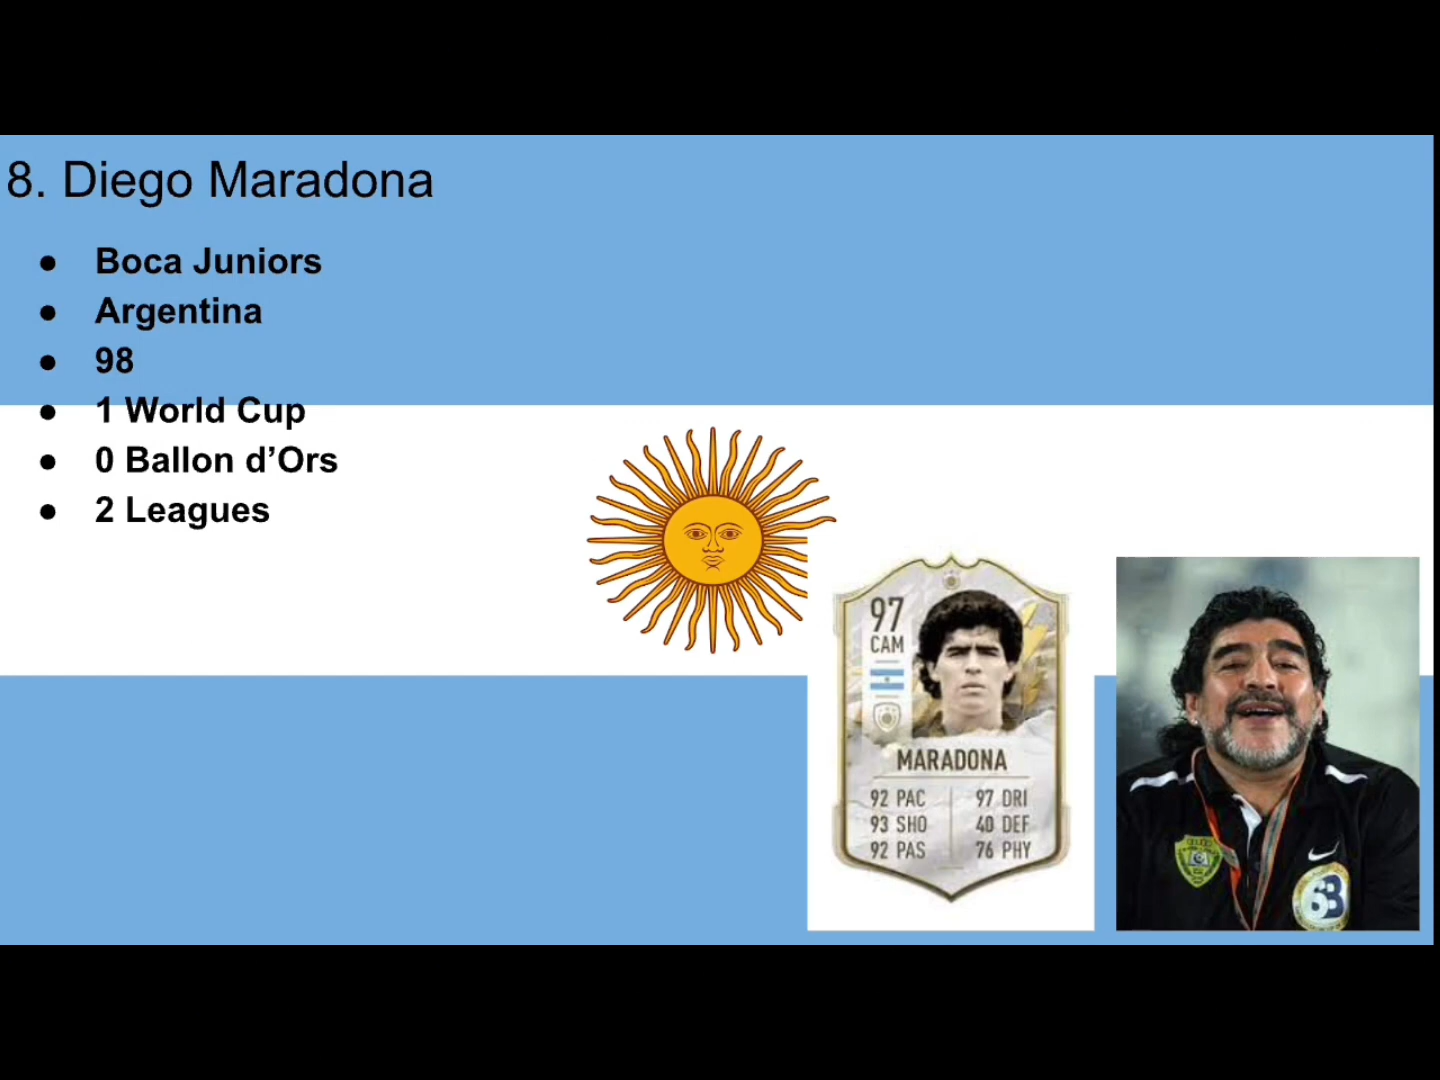 8. Diego Maradona
● Boca Juniors
● Argentina
● 98
● 1 World Cup
● 0 Ballon d’Ors
● 2 Leagues
97
CAM
MARADONA
92 PAC 97 DRI
93 SHO 40 DEF
92 PAS 76 PHY